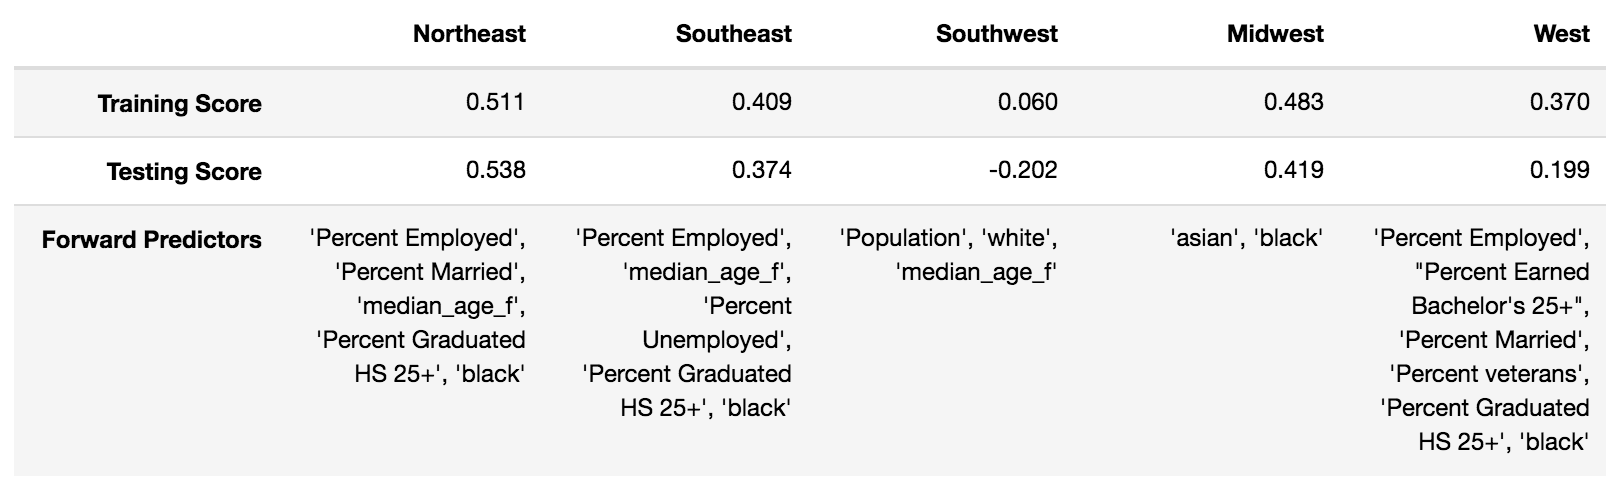 Northeast Southeast Southwest Midwest West
Training Score 0.511 0.409 0.060 0.483 0.370
Testing Score 0.538 0.374 -0.202 0.419 0.199
Forward Predictors 'Percent Employed', 'Percent Employed', 'Population', 'white', 'asian', 'black' 'Percent Employed',
'Percent Married', 'median_age_f', 'median_age_f' "Percent Earned
'median_age_f', 'Percent Bachelor's 25+",
'Percent Graduated Unemployed', 'Percent Married',
HS 25+', 'black' 'Percent Graduated 'Percent veterans',
HS 25+', 'black' 'Percent Graduated
HS 25+', 'black'